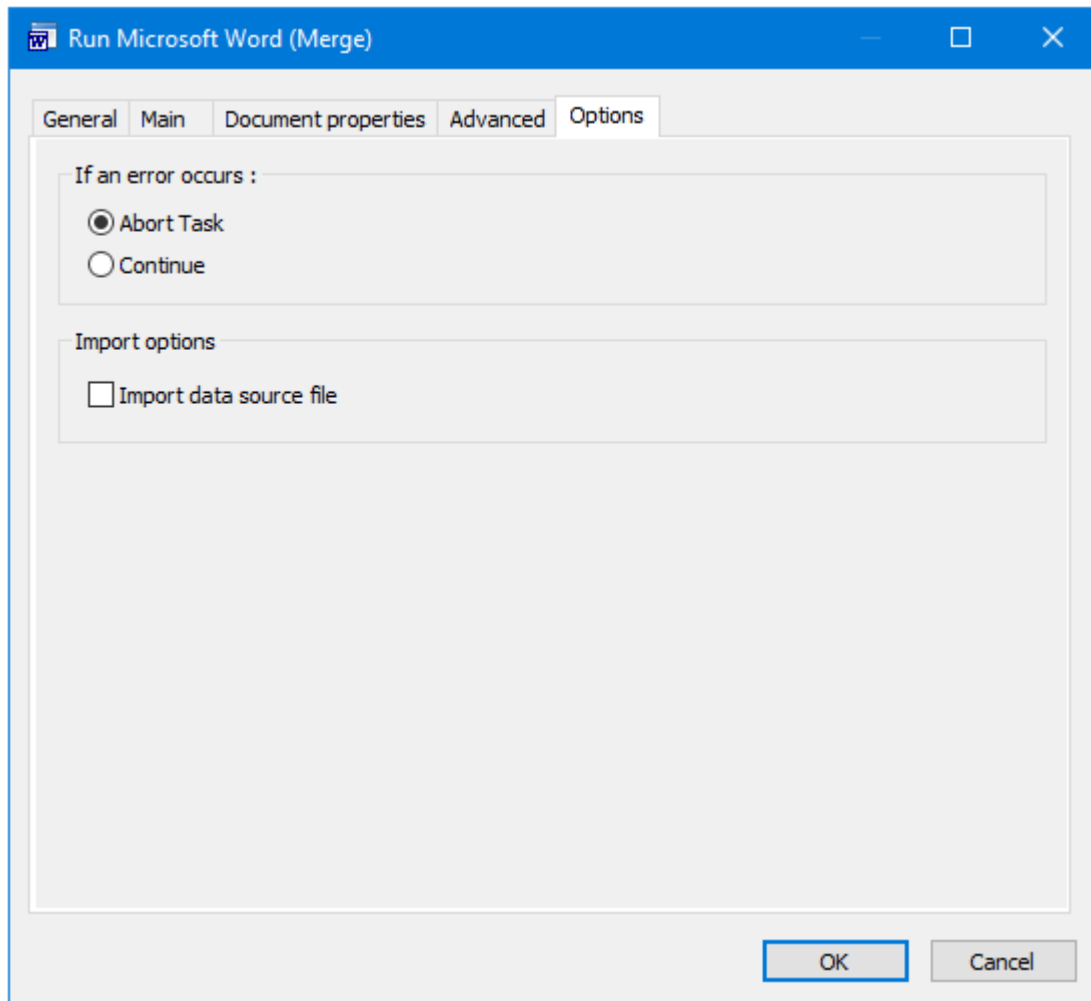 Run Microsoft Word (Merge)
General Main Document properties Advanced Options
If an error occurs :
Abort Task
Continue
Import options
Import data source file
OK Cancel